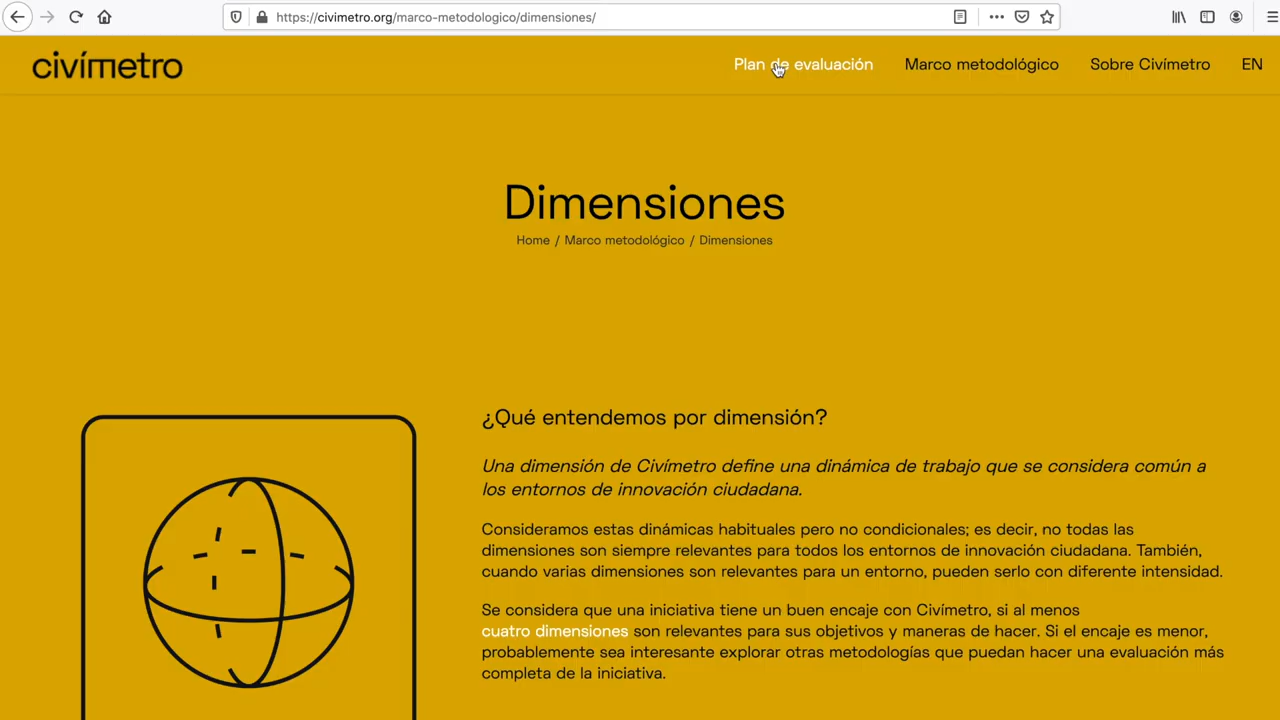 https://civimetro.org/marco-metodologico/dimensiones/
civímetro
Plan de evaluación
Marco metodológico
Sobre Civímetro
EN
Dimensiones
Home / Marco metodológico / Dimensiones
¿Qué entendemos por dimensión?
Una dimensión de Civímetro define una dinámica de trabajo que se considera común a
los entornos de innovación ciudadana.
Consideramos estas dinámicas habituales pero no condicionales; es decir, no todas las
dimensiones son siempre relevantes para todos los entornos de innovación ciudadana. También,
cuando varias dimensiones son relevantes para un entorno, pueden serlo con diferente intensidad.
Se considera que una iniciativa tiene un buen encaje con Civímetro, si al menos
cuatro dimensiones son relevantes para sus objetivos y maneras de hacer. Si el encaje es menor,
probablemente sea interesante explorar otras metodologías que puedan hacer una evaluación más
completa de la iniciativa.